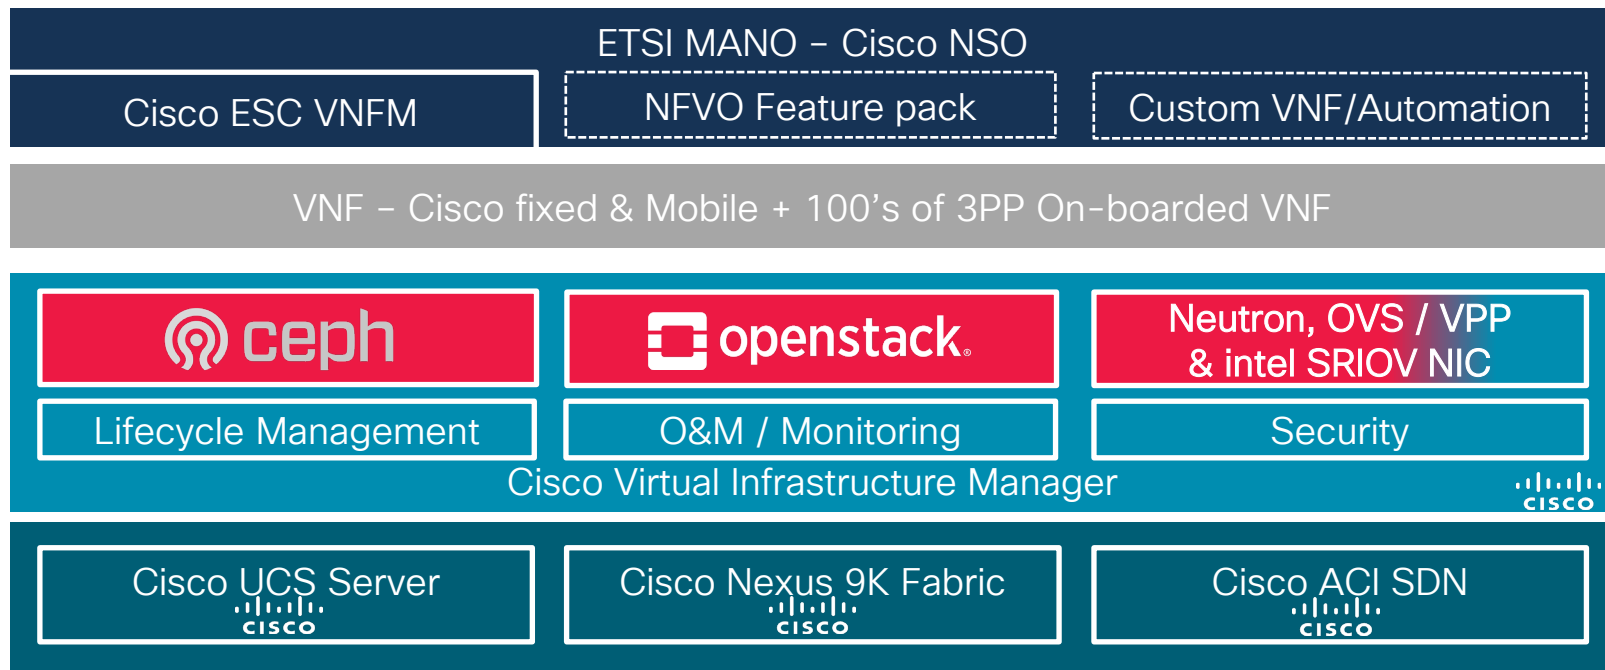 ETSI MANO – Cisco NSO
Cisco ESC VNFM
NFVO Feature pack
Custom VNF/Automation
VNF – Cisco fixed & Mobile + 100’s of 3PP On-boarded VNF
ceph
openstack®
Neutron, OVS / VPP
& intel SRIOV NIC
Lifecycle Management
O&M / Monitoring
Security
Cisco Virtual Infrastructure Manager
CISCO
Cisco UCS Server
CISCO
Cisco Nexus 9K Fabric
CISCO
Cisco ACI SDN
CISCO